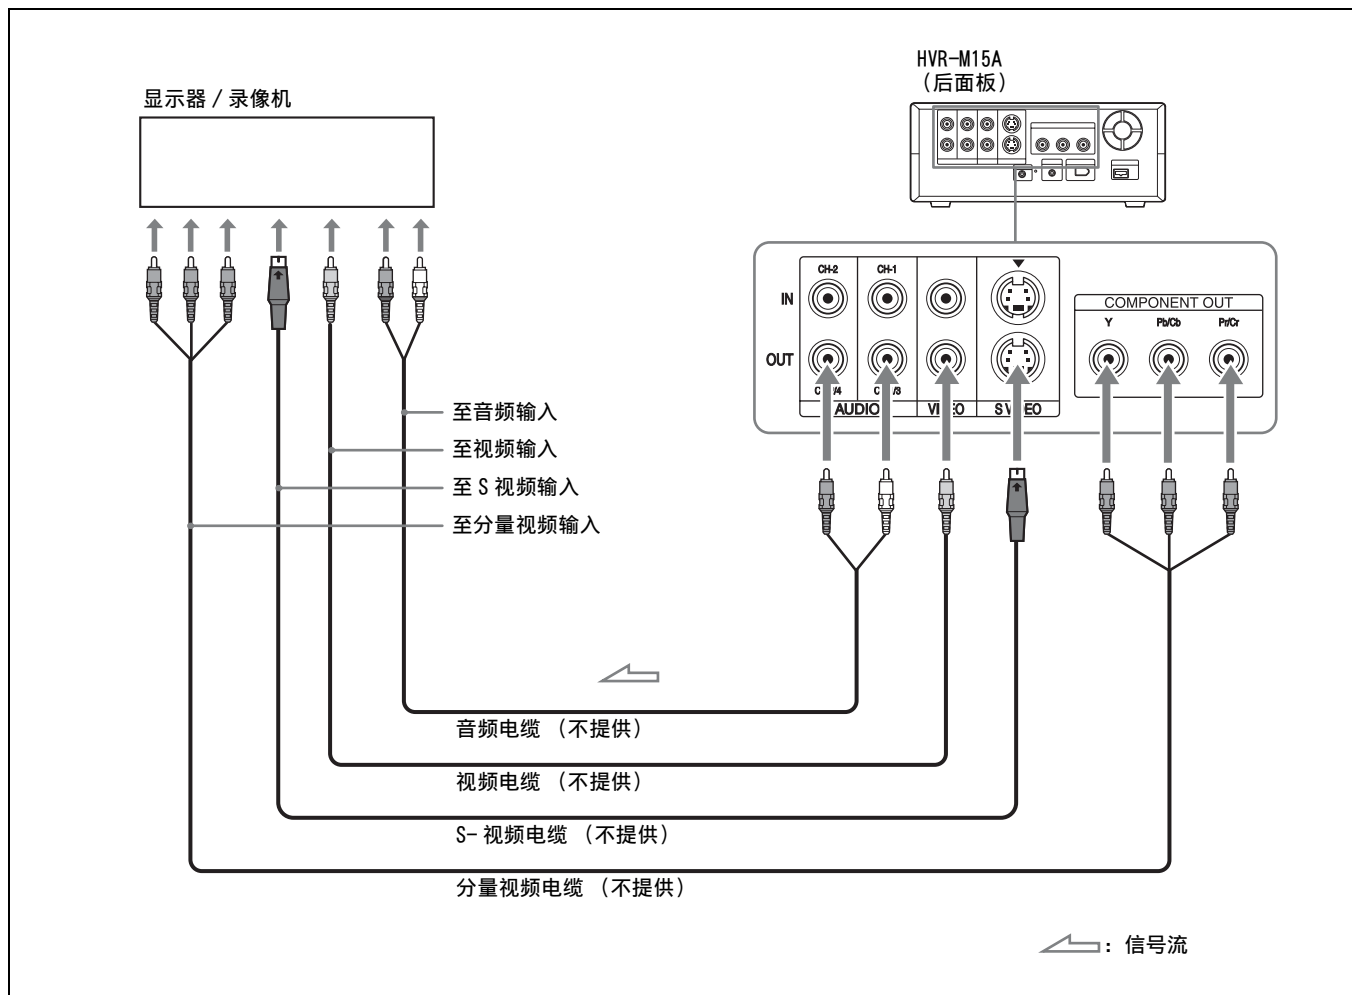 HVR-M15A
（后面板）
显示器 / 录像机
CH-2
CH-1
IN
COMPONENT OUT
Y
Pb/Cb
Pr/Cr
OUT
S VIDEO
至音频输入
至视频输入
至 S 视频输入
至分量视频输入
音频电缆 （不提供）
视频电缆 （不提供）
S- 视频电缆 （不提供）
分量视频电缆 （不提供）
：信号流